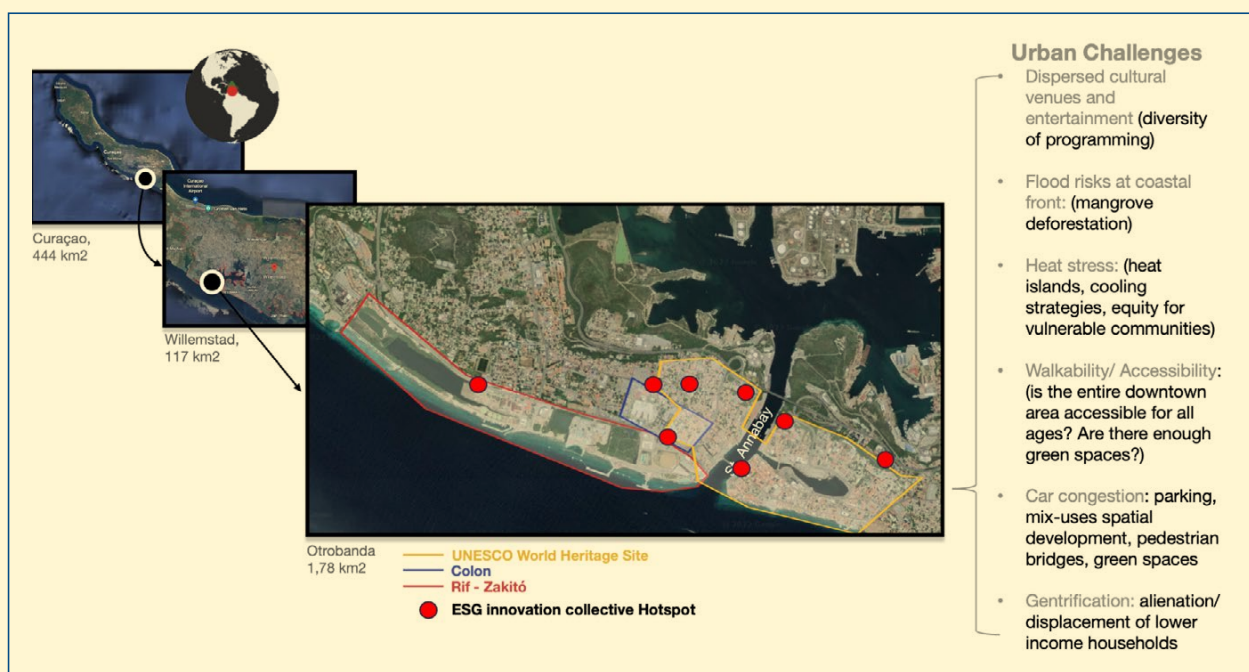 Urban Challenges
• Dispersed cultural
venues and
entertainment (diversity
of programming)
• Flood risks at coastal
front: (mangrove
deforestation)
• Heat stress: (heat
islands, cooling
strategies, equity for
vulnerable communities)
• Walkability/ Accessibility:
(is the entire downtown
area accessible for all
ages? Are there enough
green spaces?)
• Car congestion: parking,
mix-uses spatial
development, pedestrian
bridges, green spaces
• Gentrification: alienation/
displacement of lower
income households
Curaçao
Curaçao,
444 km2
Curaçao
International
Airport
Willemstad,
117 km2
Annabay
Otrobanda
1,78 km2
UNESCO World Heritage Site
Colon
Rif - Zakitó
ESG innovation collective Hotspot